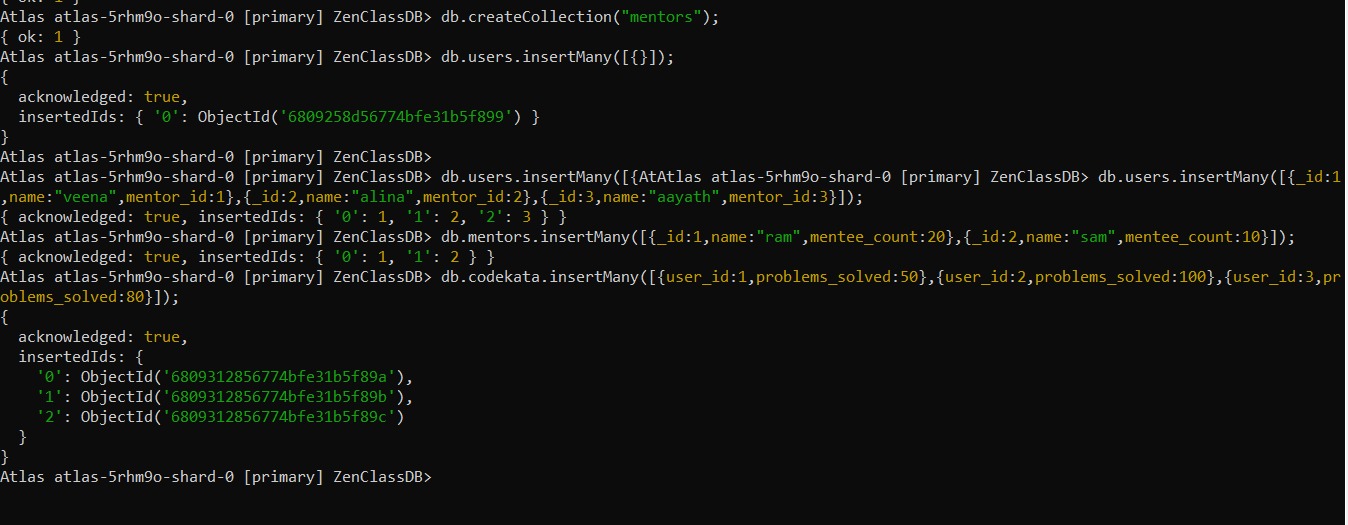 { ok: 1 }
Atlas atlas-5rhm9o-shard-0 [primary] ZenClassDB> db.createCollection("mentors");
{ ok: 1 }
Atlas atlas-5rhm9o-shard-0 [primary] ZenClassDB> db.users.insertMany([{}]);
{
  acknowledged: true,
  insertedIds: { '0': ObjectId('6809258d56774bfe31b5f899') }
}
Atlas atlas-5rhm9o-shard-0 [primary] ZenClassDB>
Atlas atlas-5rhm9o-shard-0 [primary] ZenClassDB> db.users.insertMany([{AtAtlas atlas-5rhm9o-shard-0 [primary] ZenClassDB> db.users.insertMany([{_id:1
,name:"veena",mentor_id:1},{_id:2,name:"alina",mentor_id:2},{_id:3,name:"aayath",mentor_id:3}]);
{ acknowledged: true, insertedIds: { '0': 1, '1': 2, '2': 3 } }
Atlas atlas-5rhm9o-shard-0 [primary] ZenClassDB> db.mentors.insertMany([{_id:1,name:"ram",mentee_count:20},{_id:2,name:"sam",mentee_count:10}]);
{ acknowledged: true, insertedIds: { '0': 1, '1': 2 } }
Atlas atlas-5rhm9o-shard-0 [primary] ZenClassDB> db.codekata.insertMany([{user_id:1,problems_solved:50},{user_id:2,problems_solved:100},{user_id:3,pr
oblems_solved:80}]);
{
  acknowledged: true,
  insertedIds: {
    '0': ObjectId('6809312856774bfe31b5f89a'),
    '1': ObjectId('6809312856774bfe31b5f89b'),
    '2': ObjectId('6809312856774bfe31b5f89c')
  }
}
Atlas atlas-5rhm9o-shard-0 [primary] ZenClassDB>